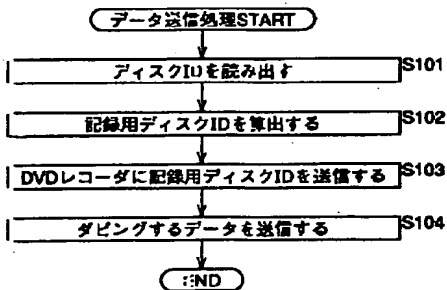 データ送信処理START
ディスクIDを読み出す
S101
記録用ディスクIDを算出する
S102
DVDレコーダに記録用ディスクIDを送信する
S103
ダビングするデータを送信する
S104
END